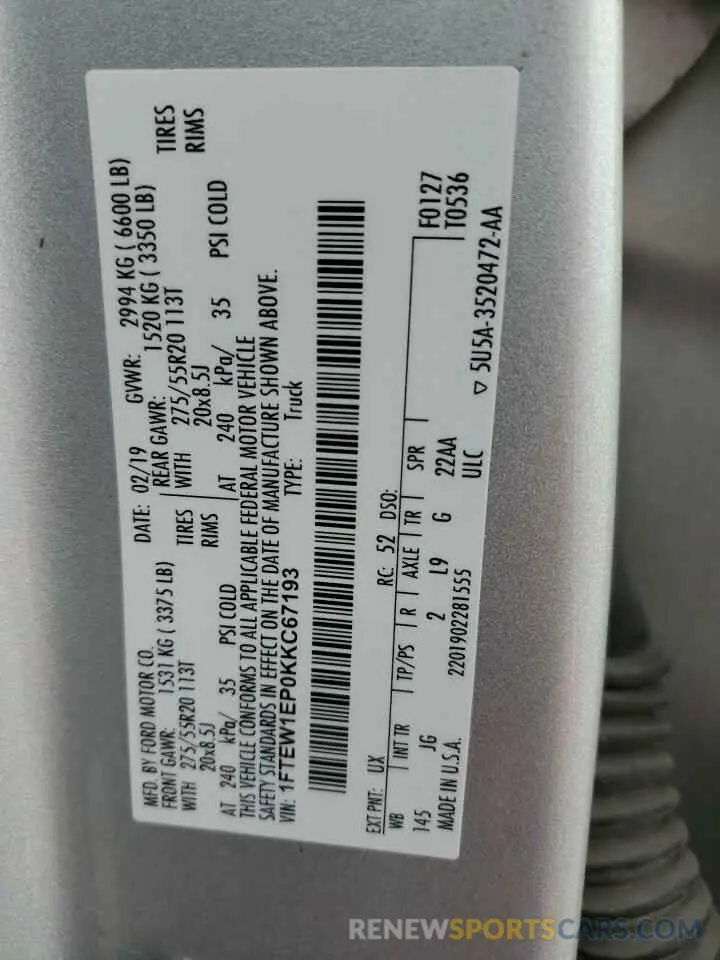 MFD. BY FORD MOTOR CO.
DATE: 02/19 GVWR: 2994 KG ( 6600 LB)
FRONT GAWR: 1531 KG ( 3375 LB) REAR GAWR: 1520 KG ( 3350 LB)
WITH 275/55R20 113T TIRES WITH 275/55R20 113T TIRES
20x8.5J RIMS 20x8.5J RIMS
AT 240 kPa/ 35 PSI COLD AT 240 kPa/ 35 PSI COLD
THIS VEHICLE CONFORMS TO ALL APPLICABLE FEDERAL MOTOR VEHICLE
SAFETY STANDARDS IN EFFECT ON THE DATE OF MANUFACTURE SHOWN ABOVE.
VIN: 1FTEW1EP0KKC67193 TYPE: Truck
EXT PNT: UX RC: 52 DSO:
WB INT TR TP/PS R AXLE TR SPR F0127
145 JG 2 L9 G 22AA T0536
MADE IN U.S.A. 2201902281555 ULC ▽ 5U5A-3520472-AA
RENEWSPORTSCARS.COM